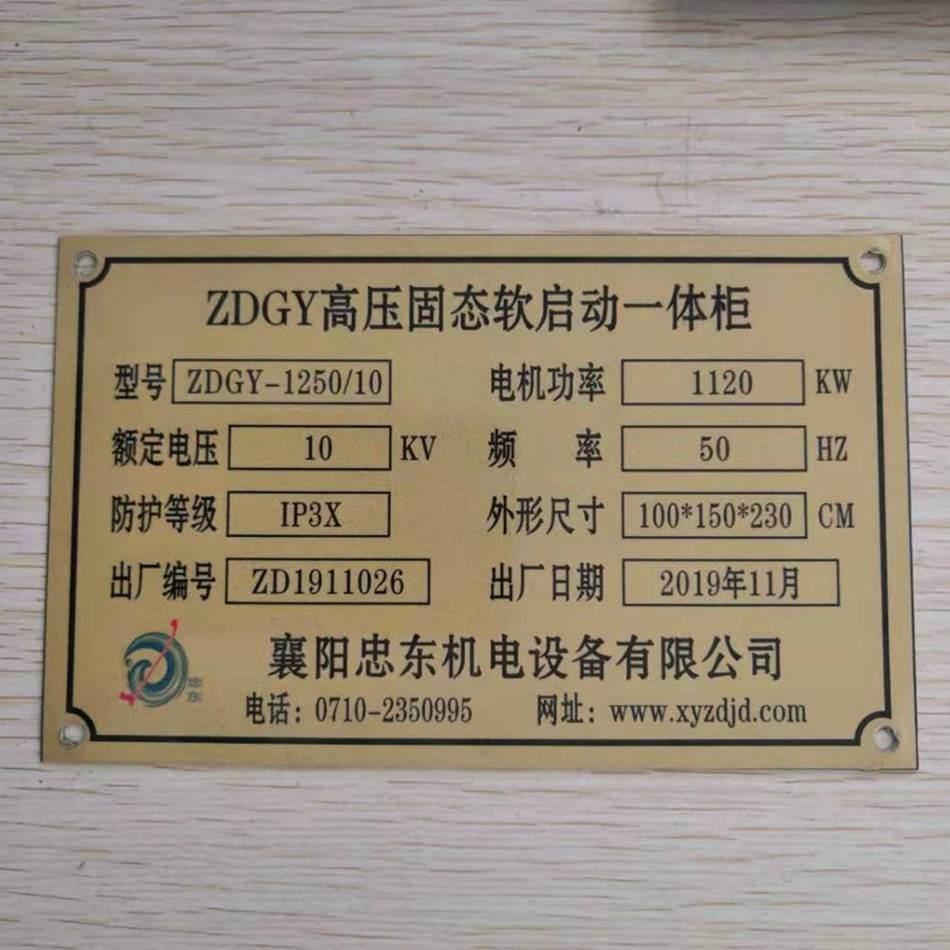 ZDGY高压固态软启动一体柜
型号 ZDGY-1250/10 电机功率 1120 KW
额定电压 10 KV 频 率 50 HZ
防护等级 IP3X 外形尺寸 100*150*230 CM
出厂编号 ZD1911026 出厂日期 2019年11月
襄阳忠东机电设备有限公司
电话：0710-2350995 网址：www.xyzdjd.com